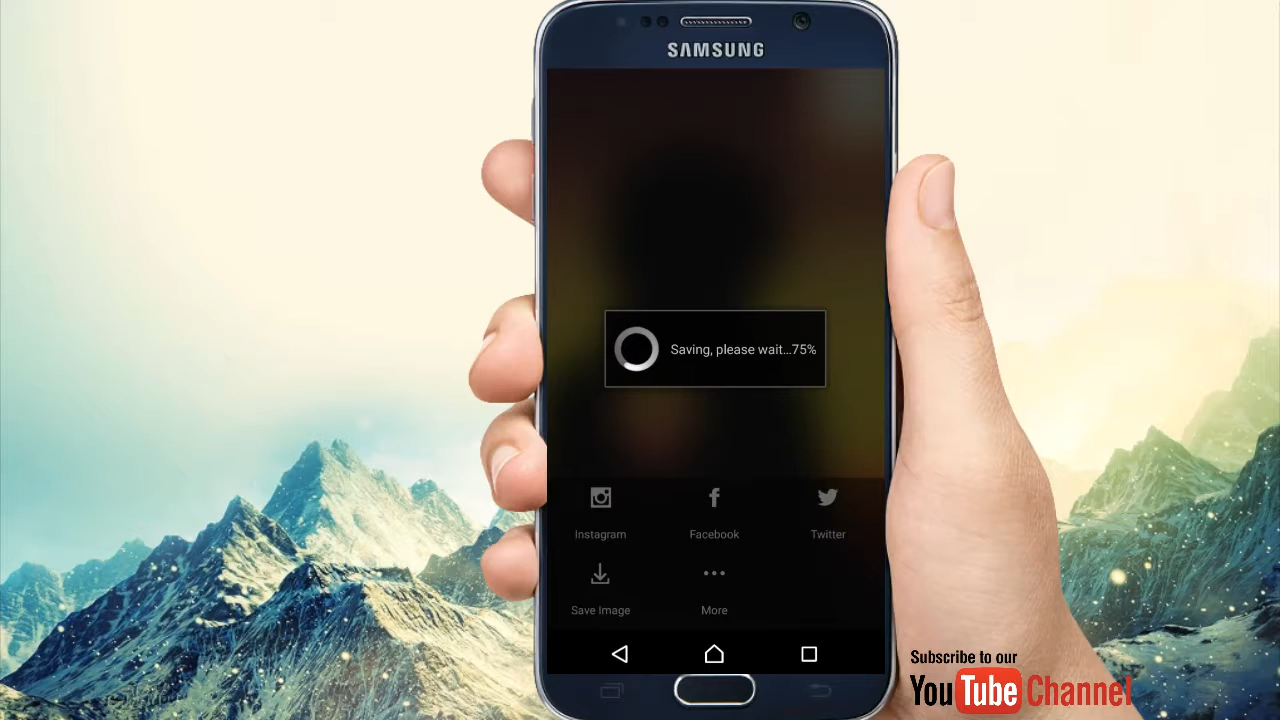 SAMSUNG
Saving, please wait...75%
Instagram
Facebook
Twitter
Save Image
More
Subscribe to our
YouTube Channel